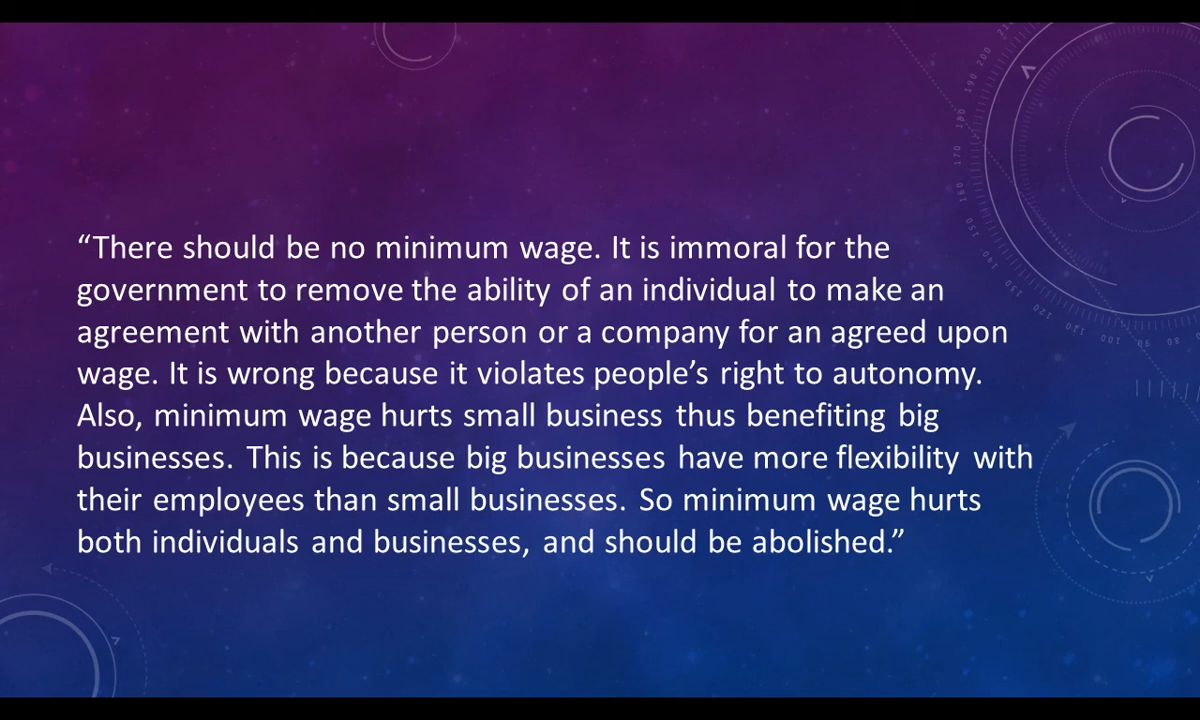 “There should be no minimum wage. It is immoral for the
government to remove the ability of an individual to make an
agreement with another person or a company for an agreed upon
wage. It is wrong because it violates people’s right to autonomy.
Also, minimum wage hurts small business thus benefiting big
businesses. This is because big businesses have more flexibility with
their employees than small businesses. So minimum wage hurts
both individuals and businesses, and should be abolished.”